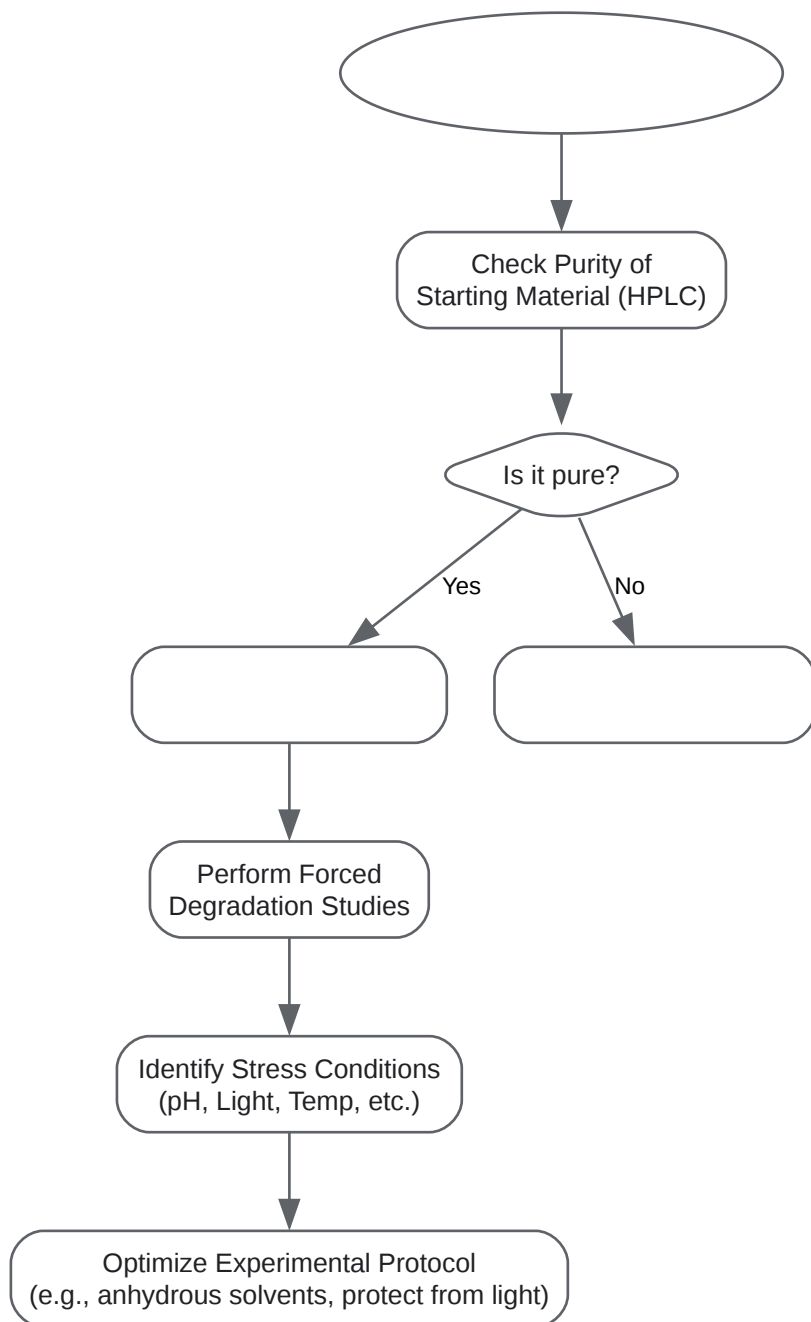 Check Purity of
Starting Material (HPLC)
Is it pure?
Yes
No
Perform Forced
Degradation Studies
Identify Stress Conditions
(pH, Light, Temp, etc.)
Optimize Experimental Protocol
(e.g., anhydrous solvents, protect from light)